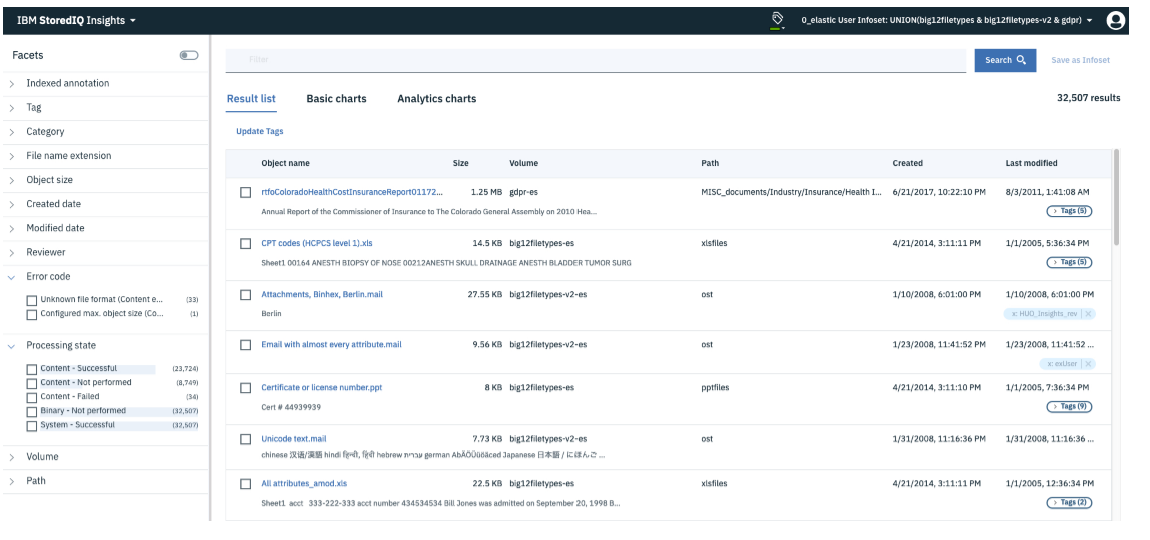 IBM StoredIQ Insights
0_elastic User Infoset: UNION(big12filetypes & big12filetypes-v2 & gdpr)
Facets
Indexed annotation
Tag
Category
File name extension
Object size
Created date
Modified date
Reviewer
Error code
Unknown file format (Content e... (33)
Configured max. object size (Co... (1)
Processing state
Content - Successful (23,724)
Content - Not performed (8,749)
Content - Failed (34)
Binary - Not performed (32,507)
System - Successful (32,507)
Volume
Path
Filter
Search
Save as Infoset
Result list Basic charts Analytics charts
32,507 results
Update Tags
Object name Size Volume Path Created Last modified
rtfoColoradoHealthCostInsuranceReport01172... 1.25 MB gdpr-es MISC_documents/Industry/Insurance/Health I... 6/21/2017, 10:22:10 PM 8/3/2011, 1:41:08 AM
Annual Report of the Commissioner of Insurance to The Colorado General Assembly on 2010 Hea...
> Tags (5)
CPT codes (HCPCS level 1).xls 14.5 KB big12filetypes-es xlsfiles 4/21/2014, 3:11:11 PM 1/1/2005, 5:36:34 PM
Sheet1 00164 ANESTH BIOPSY OF NOSE 00212ANESTH SKULL DRAINAGE ANESTH BLADDER TUMOR SURG
> Tags (5)
Attachments, Binhex, Berlin.mail 27.55 KB big12filetypes-v2-es ost 1/10/2008, 6:01:00 PM 1/10/2008, 6:01:00 PM
Berlin
x: HUO_Insights_rev | X
Email with almost every attribute.mail 9.56 KB big12filetypes-v2-es ost 1/23/2008, 11:41:52 PM 1/23/2008, 11:41:52 ...
x: exUser | X
Certificate or license number.ppt 8 KB big12filetypes-es pptfiles 4/21/2014, 3:11:10 PM 1/1/2005, 7:36:34 PM
Cert # 44939939
> Tags (9)
Unicode text.mail 7.73 KB big12filetypes-v2-es ost 1/31/2008, 11:16:36 PM 1/31/2008, 11:16:36 ...
chinese 汉语/漢語 hindi हिन्दी, हिंदी hebrew עברית german AbÄÖÜüöäced Japanese 日本語 / にほんご ...
All attributes_amod.xls 22.5 KB big12filetypes-es xlsfiles 4/21/2014, 3:11:11 PM 1/1/2005, 12:36:34 PM
Sheet1 acct 333-222-333 acct number 434534534 Bill Jones was admitted on September 20, 1998 B...
> Tags (2)